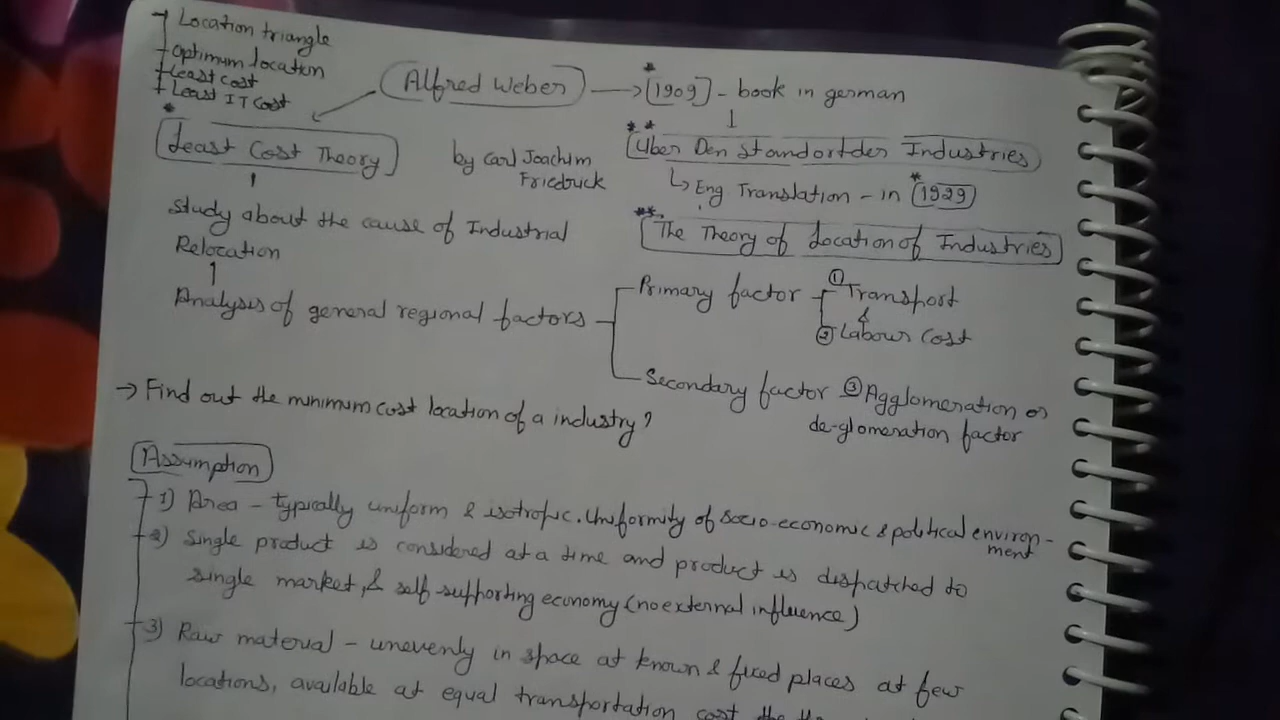 Location triangle
optimum location
Least cost
Least IT cost
Alfred Weber → [1909] - book in german
Least Cost Theory
by Carl Joachim
Friedrick
Uber Den Standortder Industries
↳ Eng Translation - in 1929
The Theory of Location of Industries
Study about the cause of Industrial
Relocation
Analysis of general regional factors
Primary factor ① Transport
&
② Labour cost
Secondary factor ③ Agglomeration or
de-glomeration factor
→ Find out the minimum cost location of a industry?
Assumption
1) Area - typically uniform & isotropic. Uniformity of socio-economic & political environ-
ment
2) Single product is considered at a time and product is dispatched to
single market, & self supporting economy (no external influence)
3) Raw material - unevenly in space at known & fixed places at few
locations, available at equal transportation cost the